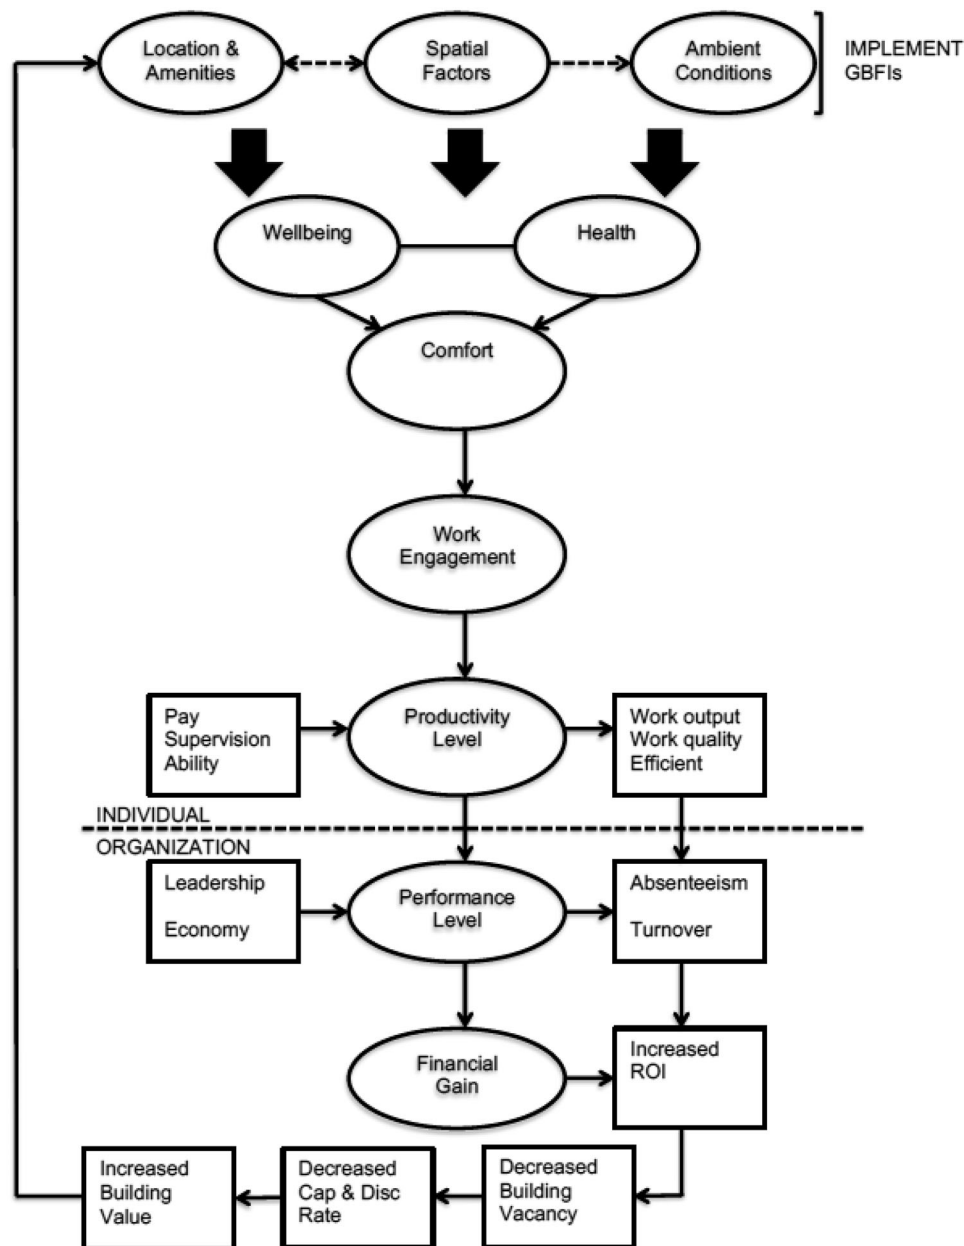 Location &
Amenities
Spatial
Factors
Ambient
Conditions
IMPLEMENT
GBFIs
Wellbeing
Health
Comfort
Work
Engagement
Pay
Supervision
Ability
Productivity
Level
Work output
Work quality
Efficient
INDIVIDUAL
ORGANIZATION
Leadership
Economy
Performance
Level
Absenteeism
Turnover
Financial
Gain
Increased
ROI
Increased
Building
Value
Decreased
Cap & Disc
Rate
Decreased
Building
Vacancy